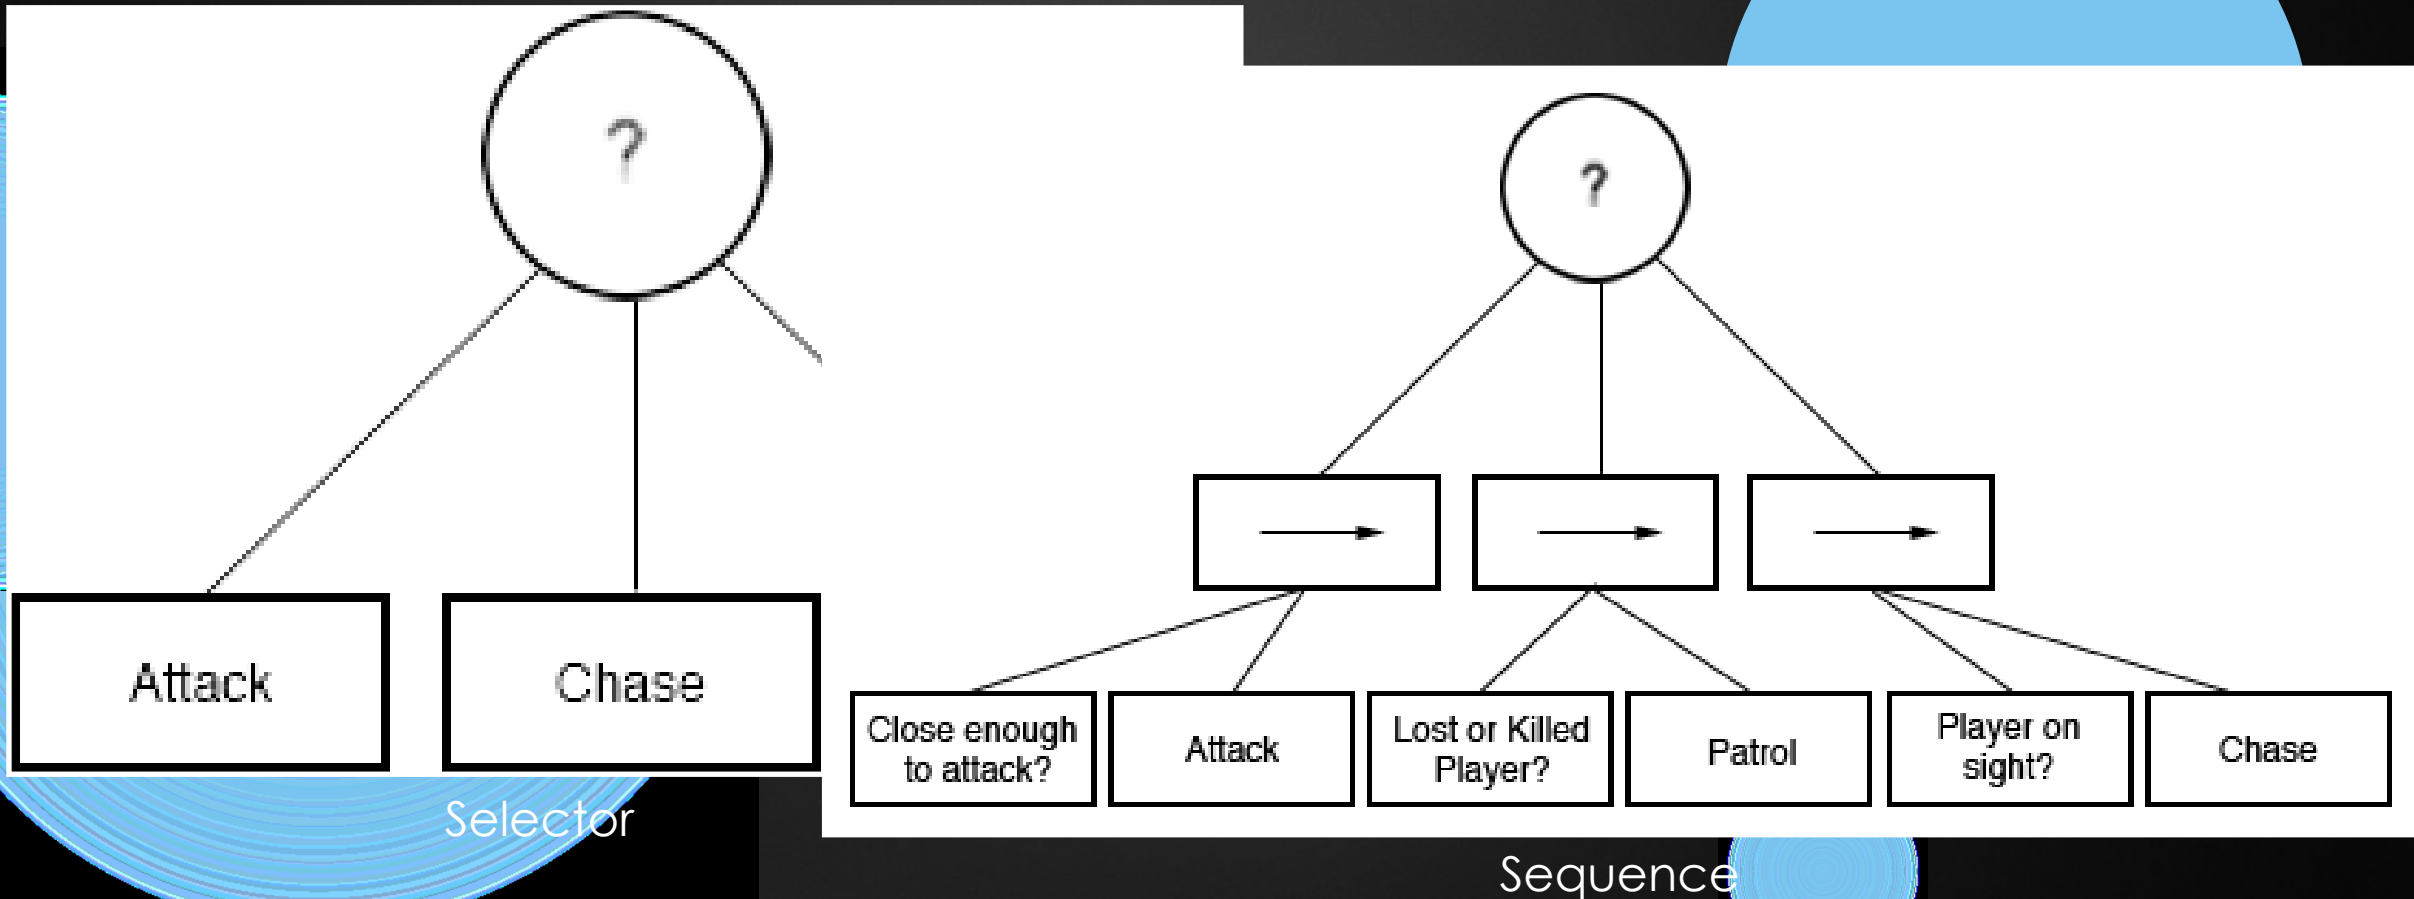 ?
Attack
Chase
Selector
?
Close enough
to attack?
Attack
Lost or Killed
Player?
Patrol
Player on
sight?
Chase
Sequence